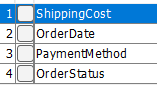 1 ShippingCost
2 OrderDate
3 PaymentMethod
4 OrderStatus